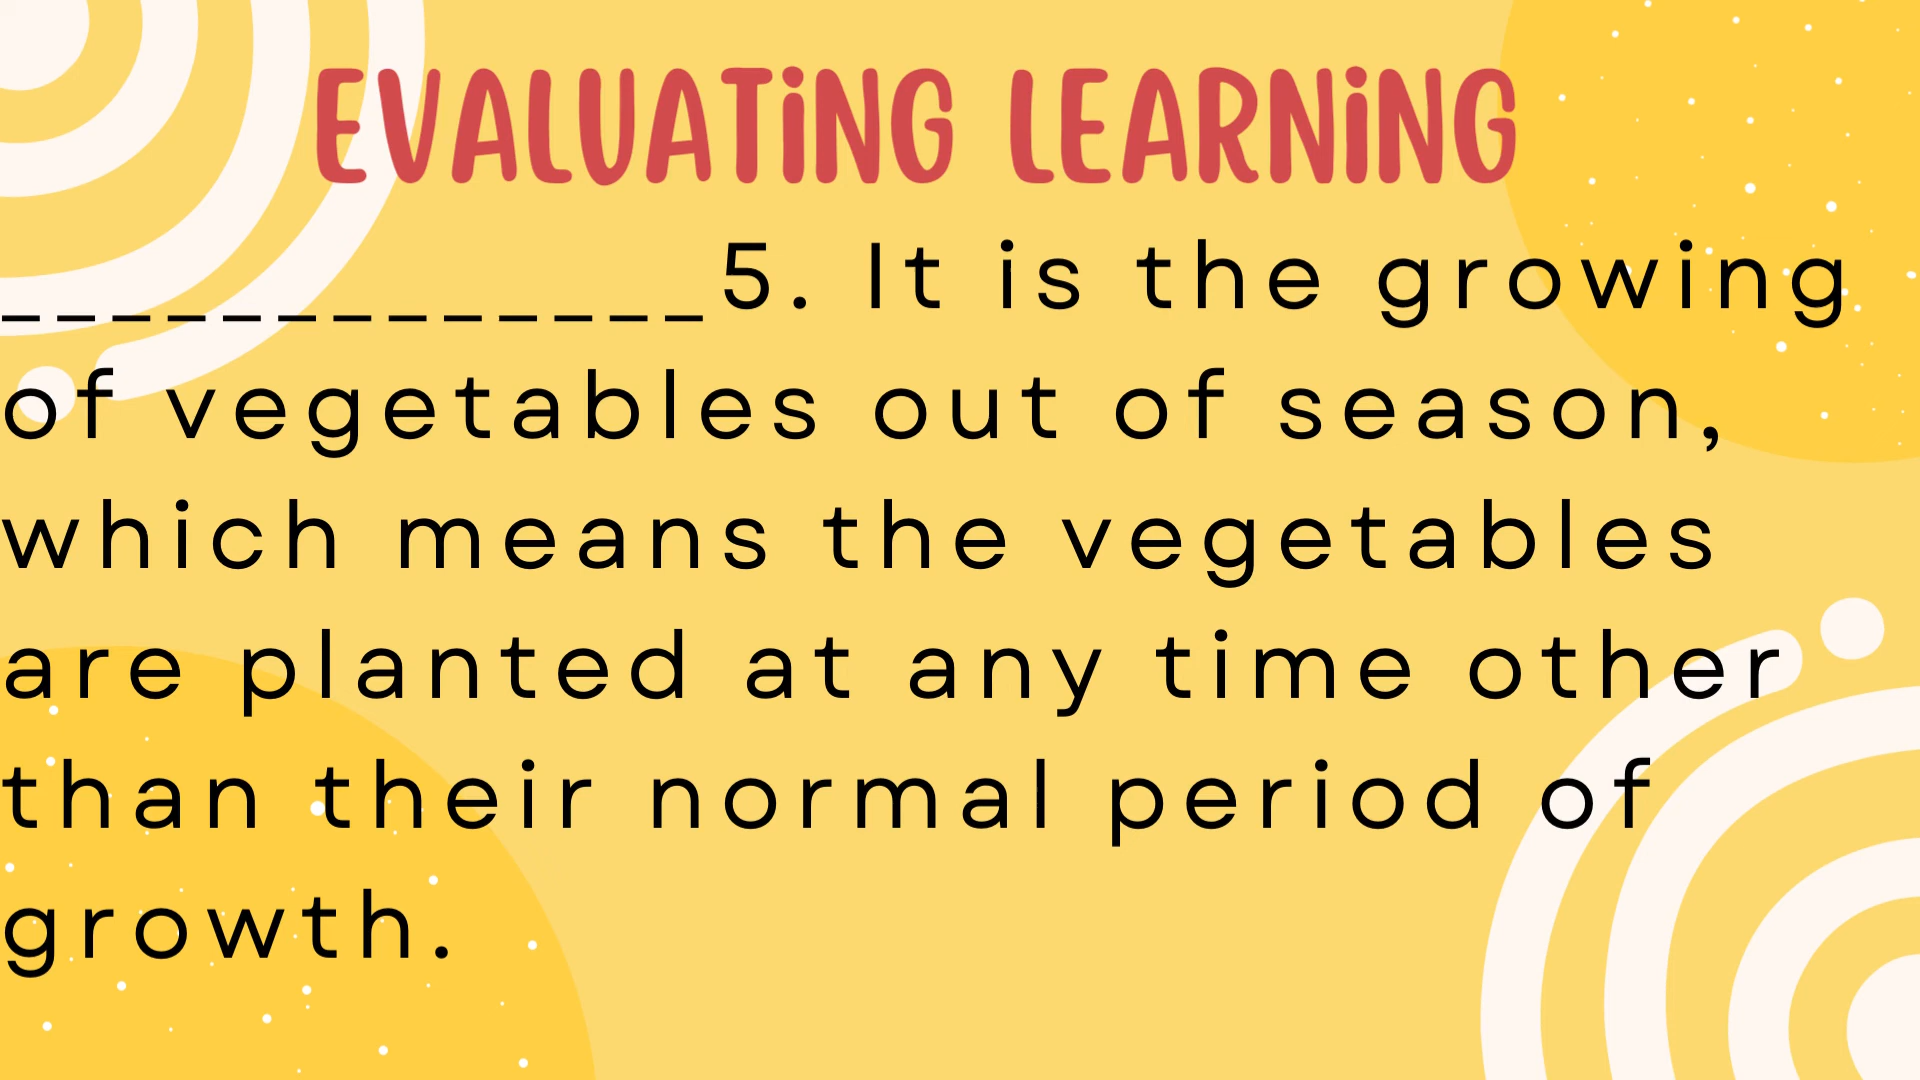 EVALUATiNG LEARNiNG
_____________5. It is the growing
of vegetables out of season,
which means the vegetables
are planted at any time other
than their normal period of
growth.